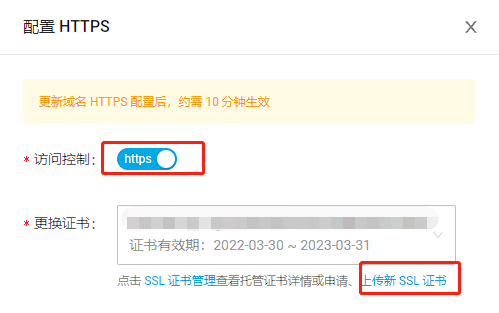 配置 HTTPS
更新域名 HTTPS 配置后，约需 10 分钟生效
* 访问控制： https
* 更换证书：
证书有效期：2022-03-30 ~ 2023-03-31
点击 SSL 证书管理查看托管证书详情或申请、上传新 SSL 证书